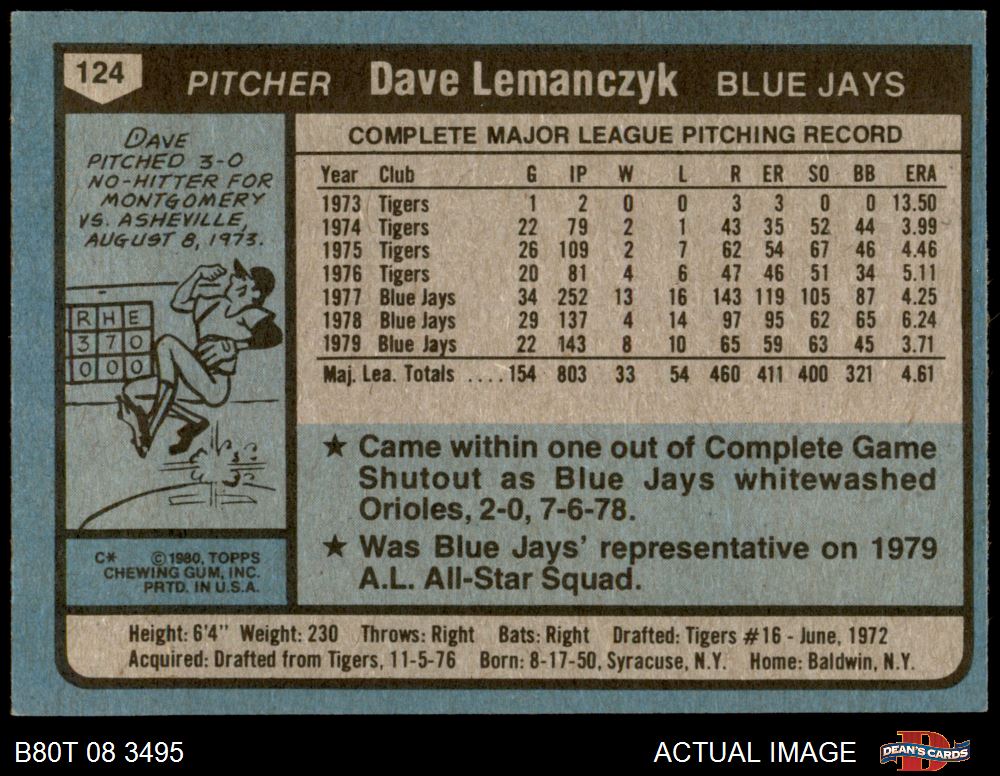 124 PITCHER Dave Lemanczyk BLUE JAYS
DAVE
PITCHED 3-0
NO-HITTER FOR
MONTGOMERY
VS. ASHEVILLE,
AUGUST 8, 1973.
R H E
3 7 0
0 0 0
C* ©1980, TOPPS
CHEWING GUM, INC.
PRTD. IN U.S.A.
COMPLETE MAJOR LEAGUE PITCHING RECORD
Year Club G IP W L R ER SO BB ERA
1973 Tigers 1 2 0 0 3 3 0 0 13.50
1974 Tigers 22 79 2 1 43 35 52 44 3.99
1975 Tigers 26 109 2 7 62 54 67 46 4.46
1976 Tigers 20 81 4 6 47 46 51 34 5.11
1977 Blue Jays 34 252 13 16 143 119 105 87 4.25
1978 Blue Jays 29 137 4 14 97 95 62 65 6.24
1979 Blue Jays 22 143 8 10 65 59 63 45 3.71
Maj. Lea. Totals ....154 803 33 54 460 411 400 321 4.61
★ Came within one out of Complete Game
Shutout as Blue Jays whitewashed
Orioles, 2-0, 7-6-78.
★ Was Blue Jays' representative on 1979
A.L. All-Star Squad.
Height: 6'4" Weight: 230 Throws: Right Bats: Right Drafted: Tigers #16 - June, 1972
Acquired: Drafted from Tigers, 11-5-76 Born: 8-17-50, Syracuse, N.Y. Home: Baldwin, N.Y.
B80T 08 3495 ACTUAL IMAGE D DEAN'S CARDS